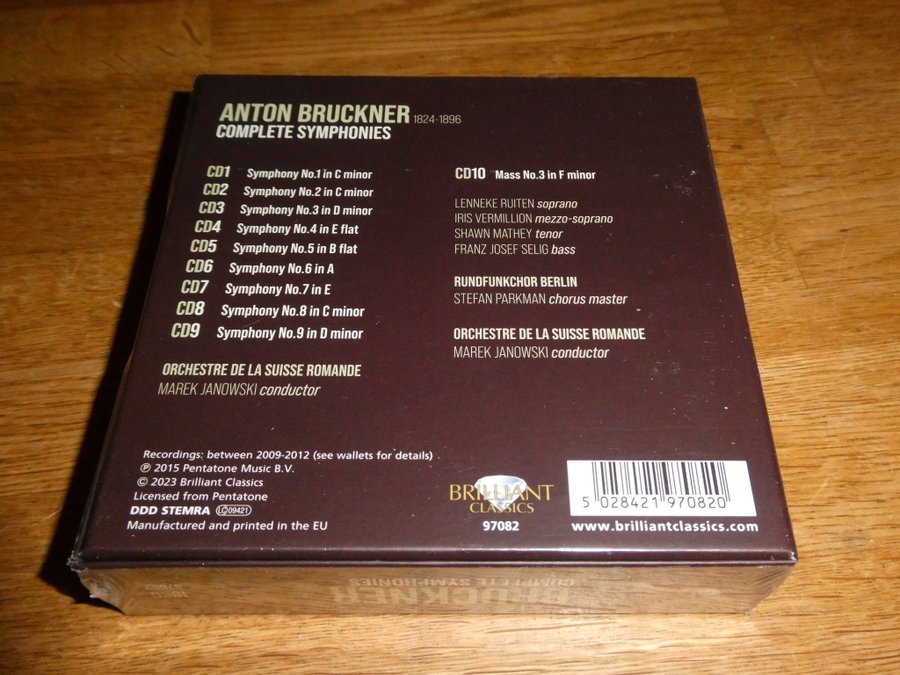 ANTON BRUCKNER 1824-1896
COMPLETE SYMPHONIES
CD1 Symphony No.1 in C minor
CD2 Symphony No.2 in C minor
CD3 Symphony No.3 in D minor
CD4 Symphony No.4 in E flat
CD5 Symphony No.5 in B flat
CD6 Symphony No.6 in A
CD7 Symphony No.7 in E
CD8 Symphony No.8 in C minor
CD9 Symphony No.9 in D minor
ORCHESTRE DE LA SUISSE ROMANDE
MAREK JANOWSKI conductor
CD10 Mass No.3 in F minor
LENNEKE RUITEN soprano
IRIS VERMILLION mezzo-soprano
SHAWN MATHEY tenor
FRANZ JOSEF SELIG bass
RUNDFUNKCHOR BERLIN
STEFAN PARKMAN chorus master
ORCHESTRE DE LA SUISSE ROMANDE
MAREK JANOWSKI conductor
Recordings: between 2009-2012 (see wallets for details)
℗ 2015 Pentatone Music B.V.
© 2023 Brilliant Classics
Licensed from Pentatone
DDD STEMRA LC09421
Manufactured and printed in the EU
BRILLIANT
CLASSICS
97082
5 028421 970820
www.brilliantclassics.com
BRUCKNER
COMPLETE SYMPHONIES